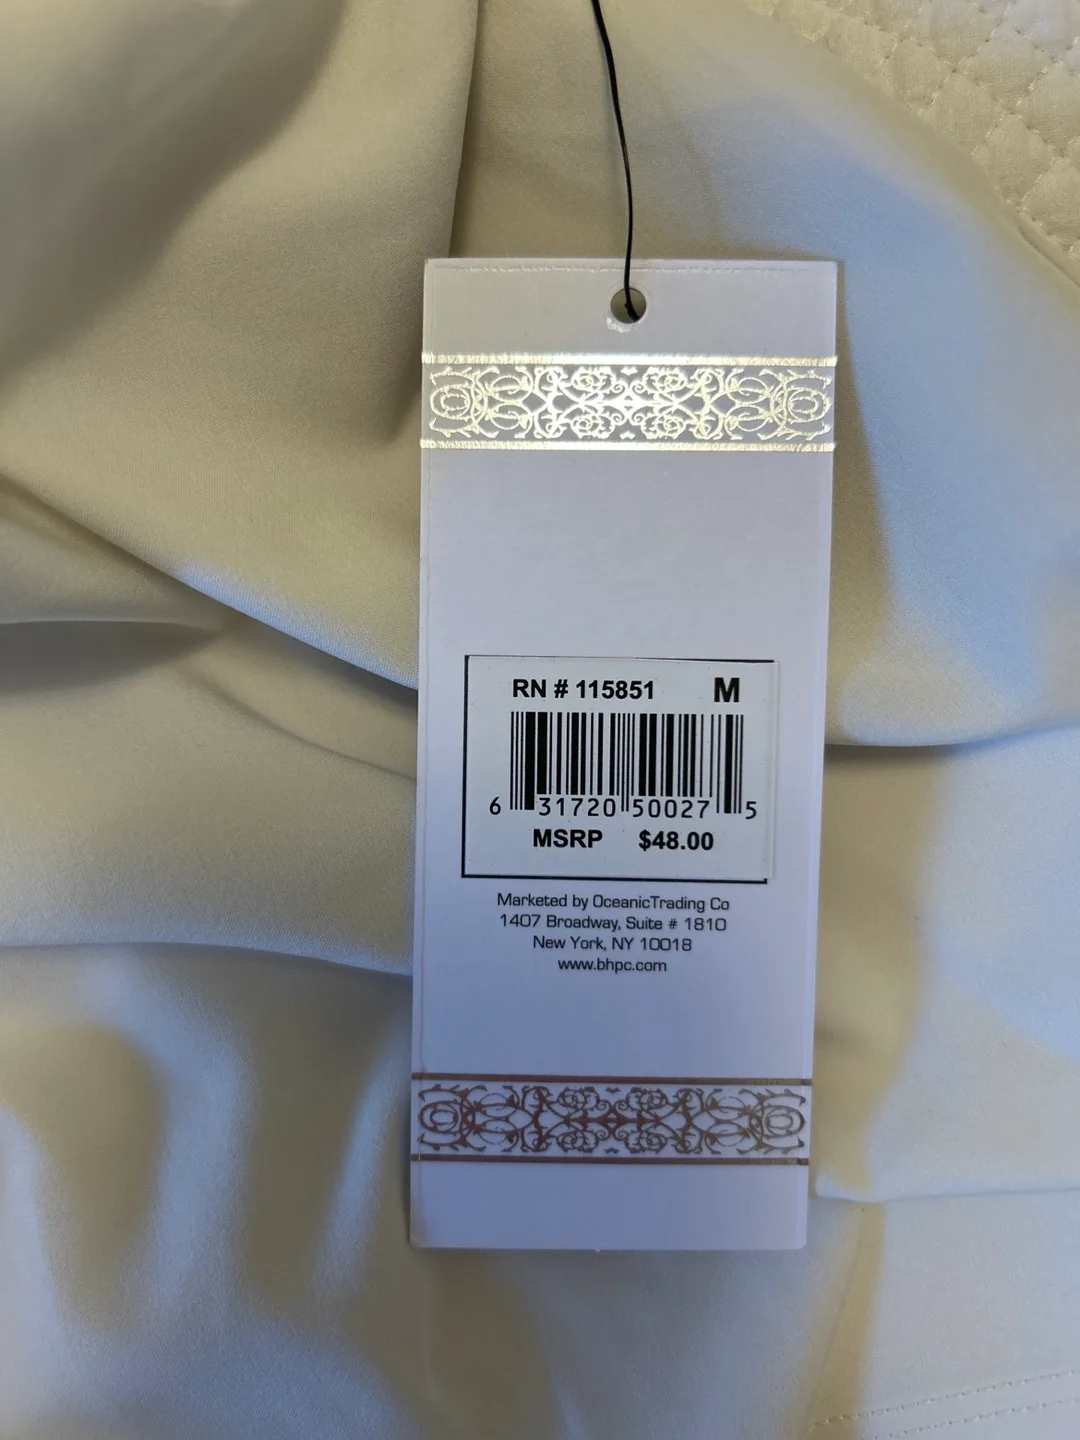 RN # 115851 M
6 31720 50027 5
MSRP $48.00
Marketed by OceanicTrading Co
1407 Broadway, Suite # 1810
New York, NY 10018
www.bhpc.com